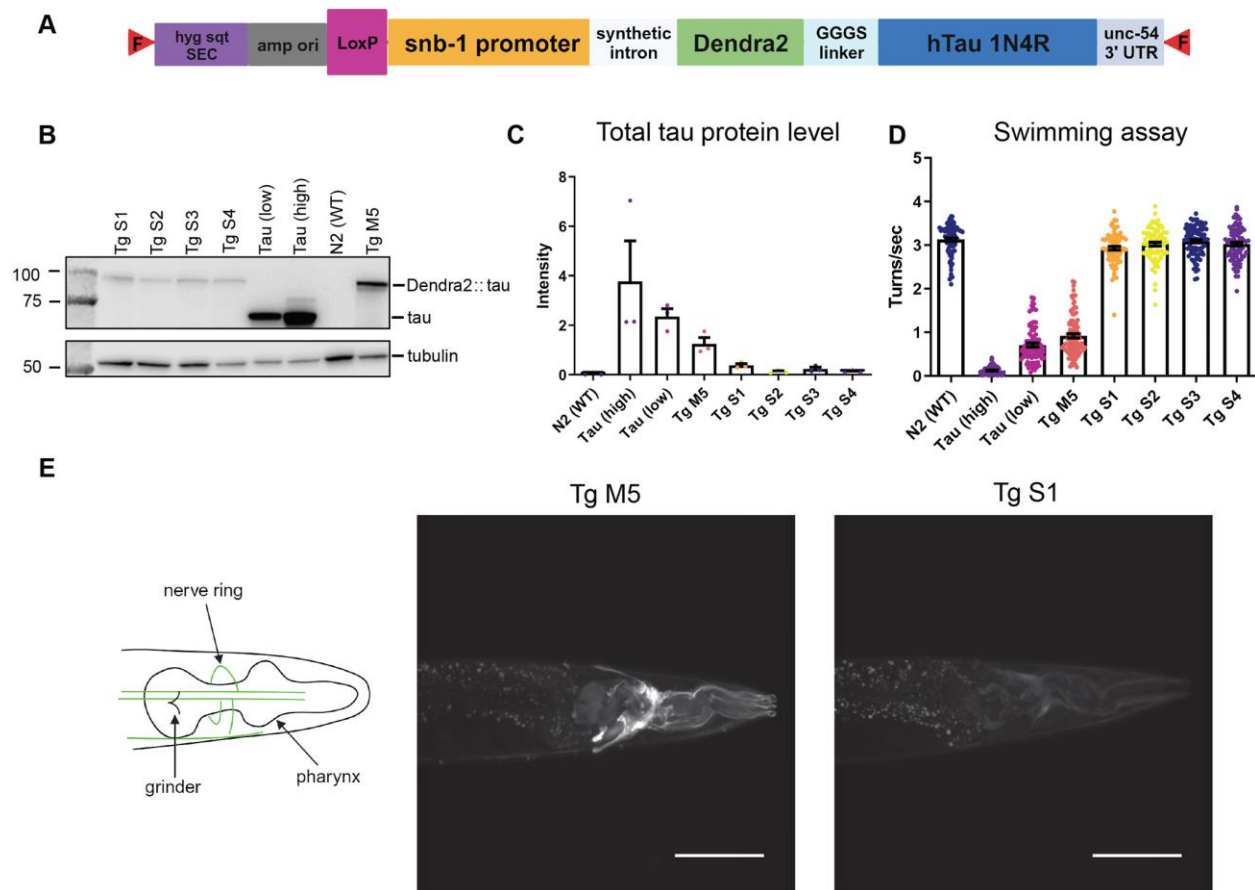 A
F
hyg sqt
SEC
amp ori
LoxP
snb-1 promoter
synthetic
intron
Dendra2
GGGS
linker
hTau 1N4R
unc-54
3' UTR
F
B
Tg S1
Tg S2
Tg S3
Tg S4
Tau (low)
Tau (high)
N2 (WT)
Tg M5
100
75
50
Dendra2::tau
tau
tubulin
C
Total tau protein level
Intensity
8
6
4
2
0
N2 (WT)
Tau (high)
Tau (low)
Tg M5
Tg S1
Tg S2
Tg S3
Tg S4
D
Swimming assay
Turns/sec
5
4
3
2
1
0
N2 (WT)
Tau (high)
Tau (low)
Tg M5
Tg S1
Tg S2
Tg S3
Tg S4
E
nerve ring
grinder
pharynx
Tg M5
Tg S1